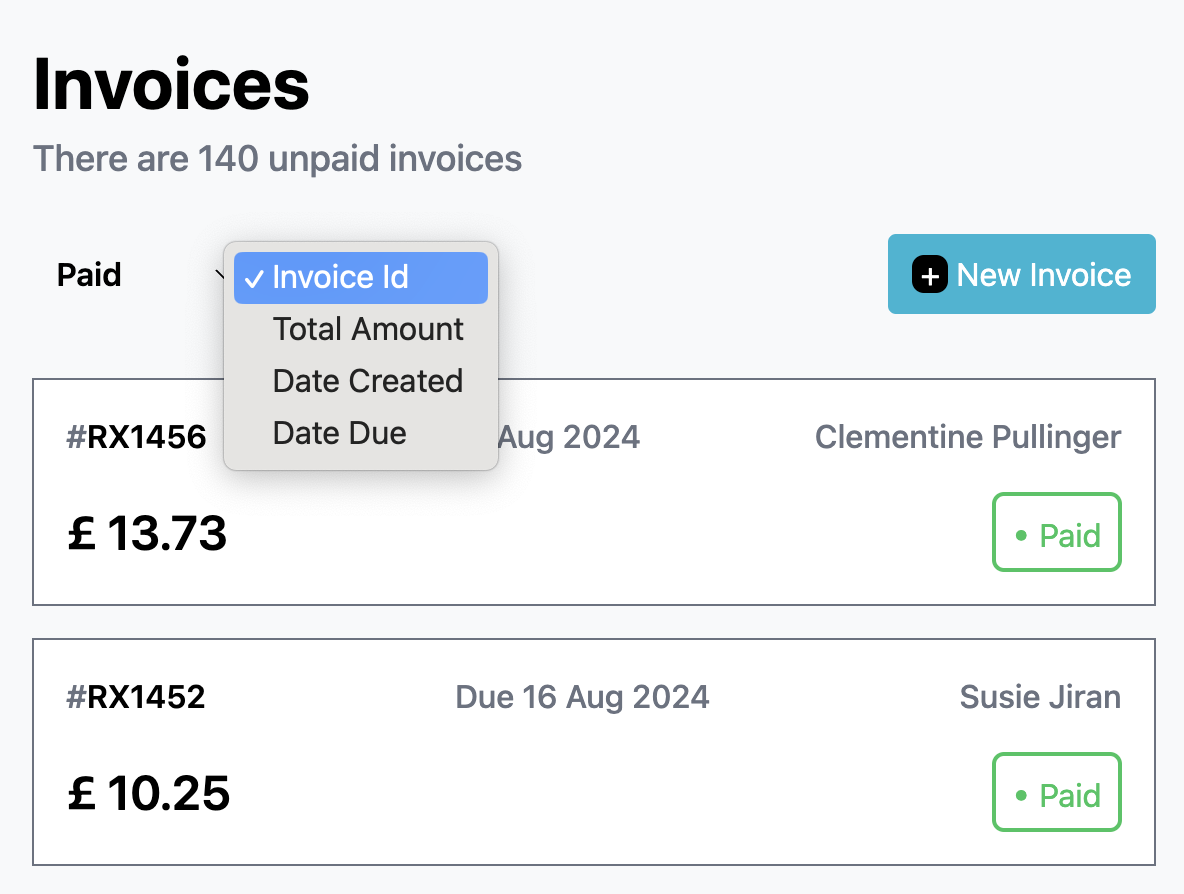 Invoices
There are 140 unpaid invoices
Paid
Invoice Id
Total Amount
Date Created
Date Due
New Invoice
#RX1456
Aug 2024
Clementine Pullinger
£ 13.73
Paid
#RX1452
Due 16 Aug 2024
Susie Jiran
£ 10.25
Paid